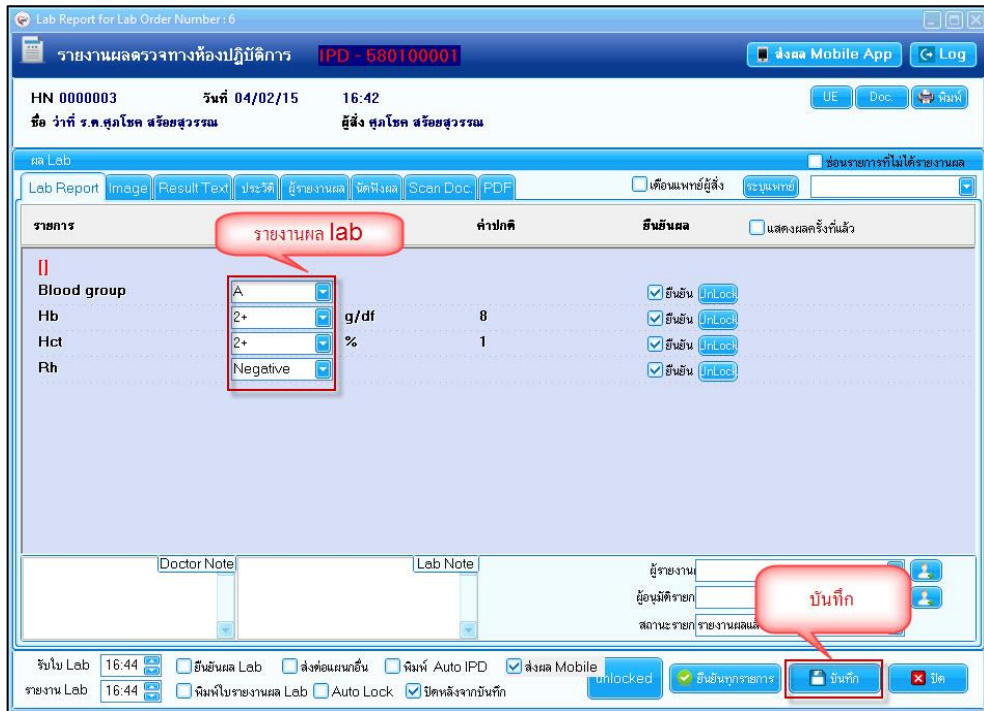 Lab Report for Lab Order Number : 6
รายงานผลตรวจทางห้องปฏิบัติการ IPD - 580100001 ส่งผล Mobile App Log
HN 0000003 วันที่ 04/02/15 16:42 UE Doc. พิมพ์
ชื่อ ว่าที่ ร.ต.ศุภโชค สร้อยสุวรรณ ผู้สั่ง ศุภโชค สร้อยสุวรรณ
ผล Lab ซ่อนรายการที่ไม่ได้รายงานผล
Lab Report Image Result Text ประวัติ ผู้รายงานผล นัดฟังผล Scan Doc. PDF เตือนแพทย์ผู้สั่ง ระบุแพทย์
รายการ รายงานผล lab ค่าปกติ ยืนยันผล แสดงผลครั้งที่แล้ว
[]
Blood group A ยืนยัน UnLock
Hb 2+ g/df 8 ยืนยัน UnLock
Hct 2+ % 1 ยืนยัน UnLock
Rh Negative ยืนยัน UnLock
Doctor Note Lab Note ผู้รายงาน
ผู้อนุมัติราย บันทึก
สถานะราย รายงานผลแล้
รับใบ Lab 16:44 ยืนยันผล Lab ส่งต่อแผนกอื่น พิมพ์ Auto IPD ส่งผล Mobile unlocked ยืนยันทุกรายการ บันทึก ปิด
รายงาน Lab 16:44 พิมพ์ใบรายงานผล Lab Auto Lock ปิดหลังจากบันทึก